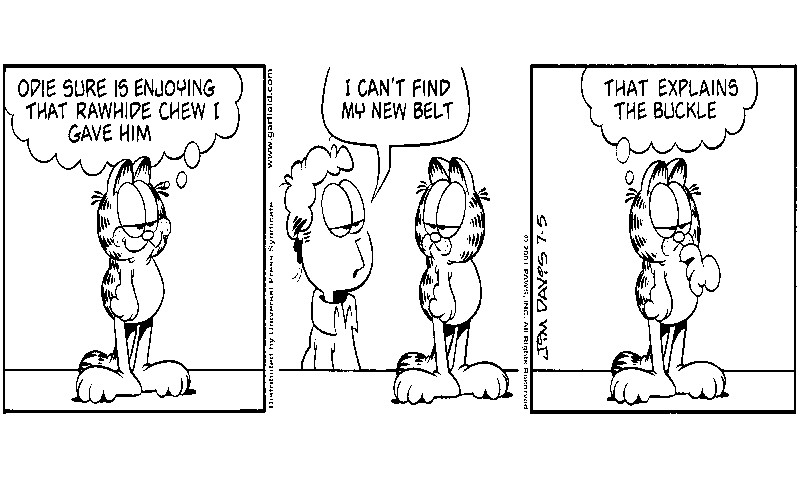 ODIE SURE IS ENJOYING
THAT RAWHIDE CHEW I
GAVE HIM
www.garfield.com
Distributed by Universal Press Syndicate
I CAN'T FIND
MY NEW BELT
THAT EXPLAINS
THE BUCKLE
JIM DAVIS 7-5
© 2001 PAWS, INC. All Rights Reserved